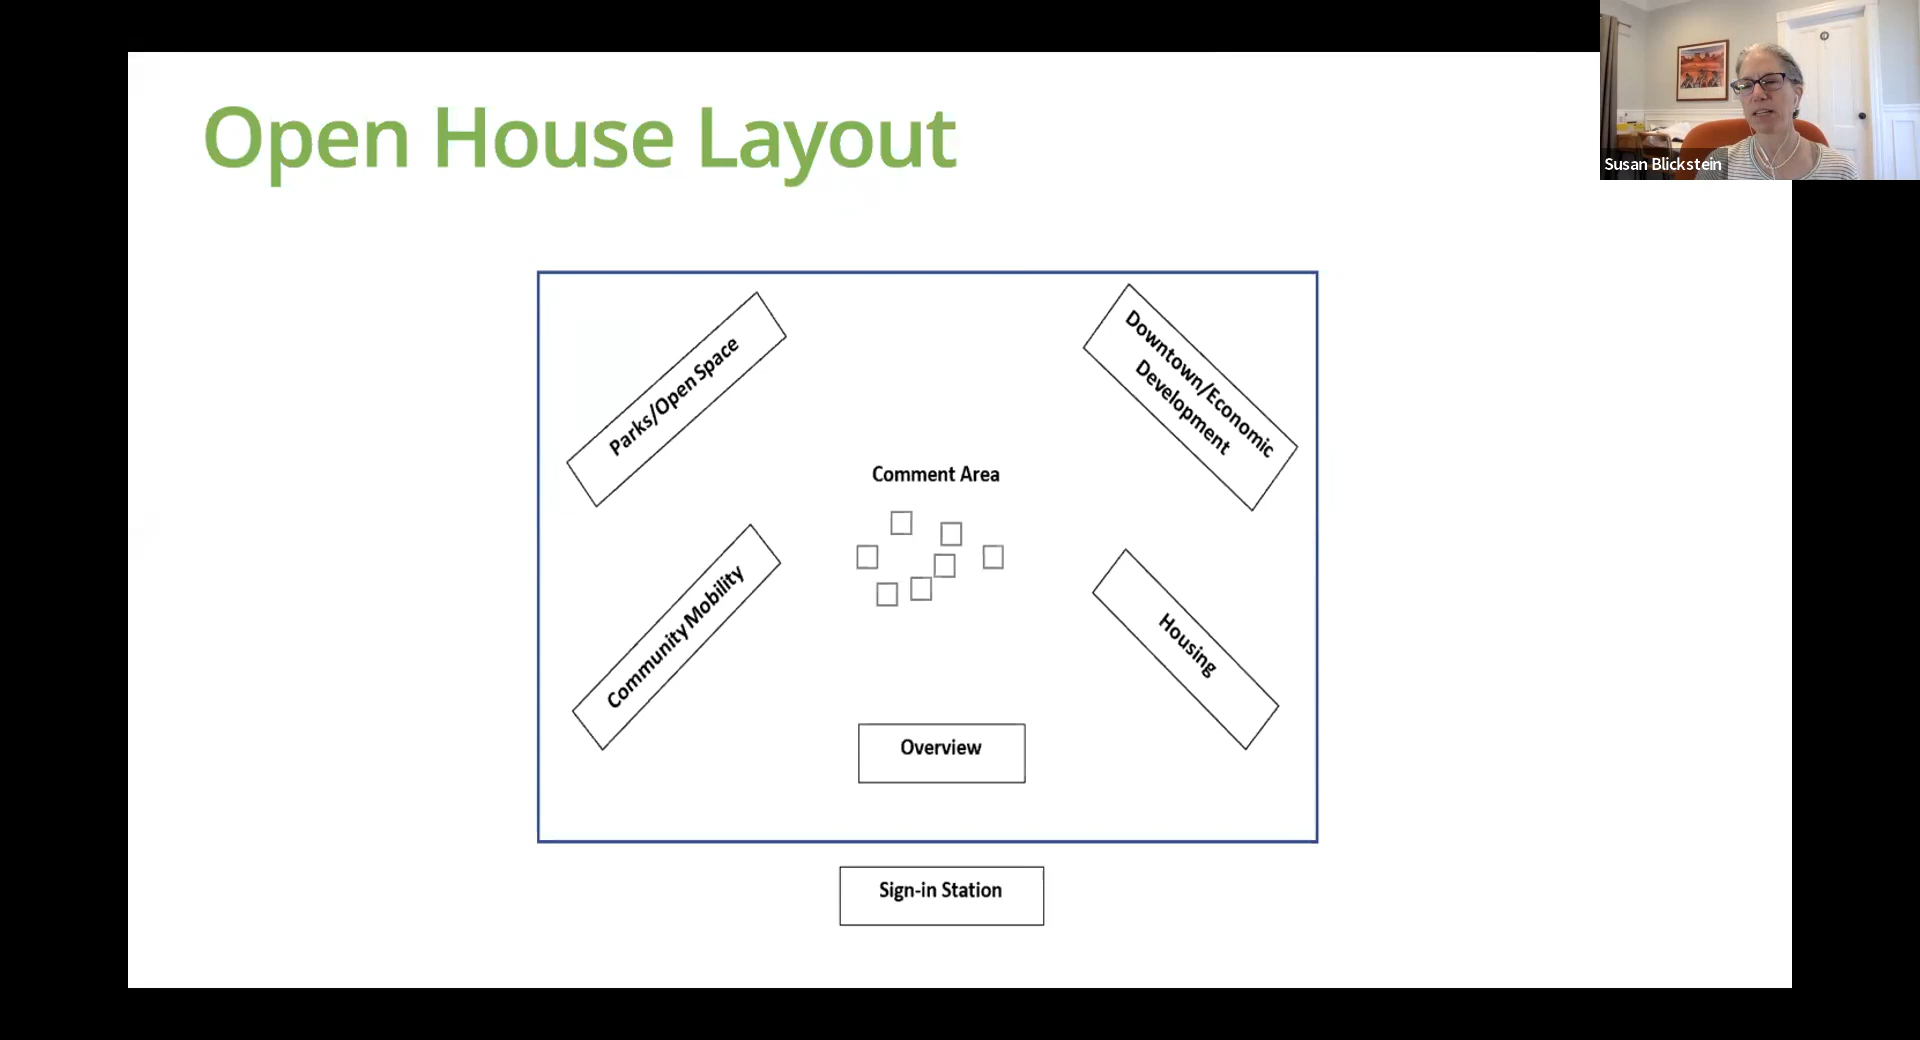 Open House Layout
Susan Blickstein
Parks/Open Space
Downtown/Economic
Development
Comment Area
Community Mobility
Housing
Overview
Sign-in Station